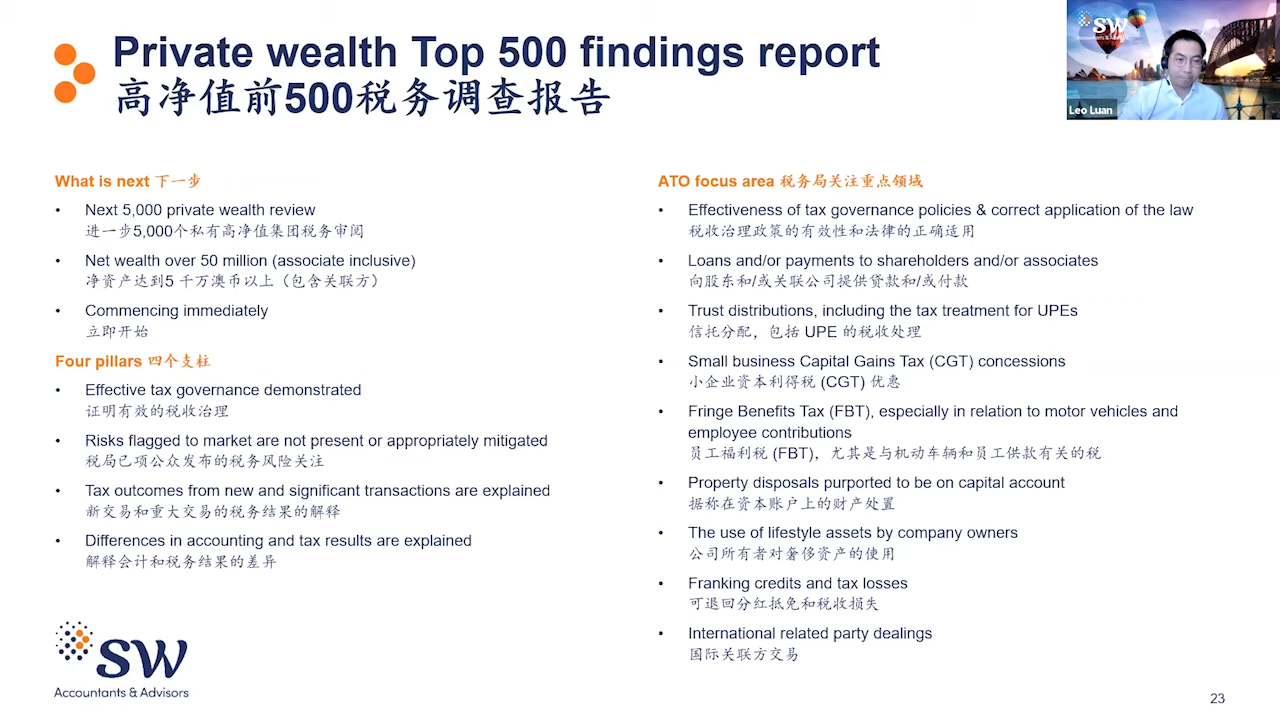 Private wealth Top 500 findings report
高净值前500税务调查报告
SW
Accountants & Advisors
Leo Luan
What is next 下一步
• Next 5,000 private wealth review
进一步5,000个私有高净值集团税务审阅
• Net wealth over 50 million (associate inclusive)
净资产达到5 千万澳币以上（包含关联方）
• Commencing immediately
立即开始
Four pillars 四个支柱
• Effective tax governance demonstrated
证明有效的税收治理
• Risks flagged to market are not present or appropriately mitigated
税局已项公众发布的税务风险关注
• Tax outcomes from new and significant transactions are explained
新交易和重大交易的税务结果的解释
• Differences in accounting and tax results are explained
解释会计和税务结果的差异
ATO focus area 税务局关注重点领域
• Effectiveness of tax governance policies & correct application of the law
税收治理政策的有效性和法律的正确适用
• Loans and/or payments to shareholders and/or associates
向股东和/或关联公司提供贷款和/或付款
• Trust distributions, including the tax treatment for UPEs
信托分配，包括 UPE 的税收处理
• Small business Capital Gains Tax (CGT) concessions
小企业资本利得税 (CGT) 优惠
• Fringe Benefits Tax (FBT), especially in relation to motor vehicles and
employee contributions
员工福利税 (FBT)，尤其是与机动车辆和员工供款有关的税
• Property disposals purported to be on capital account
据称在资本账户上的财产处置
• The use of lifestyle assets by company owners
公司所有者对奢侈资产的使用
• Franking credits and tax losses
可退回分红抵免和税收损失
• International related party dealings
国际关联方交易
SW
Accountants & Advisors
23